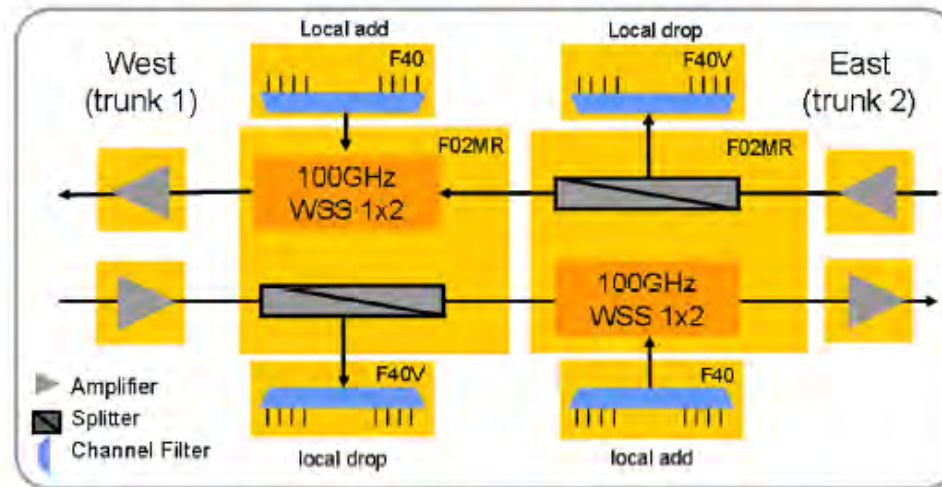 Local add
Local drop
West
(trunk 1)
F40
F40V
East
(trunk 2)
F02MR
F02MR
100GHz
WSS 1x2
100GHz
WSS 1x2
F40V
F40
Amplifier
Splitter
Channel Filter
local drop
local add